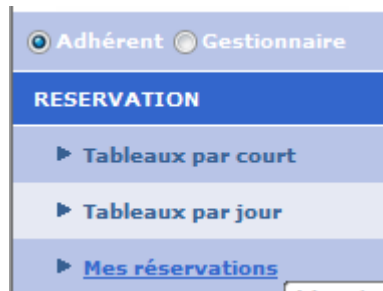 Adhérent Gestionnaire
RESERVATION
Tableaux par court
Tableaux par jour
Mes réservations